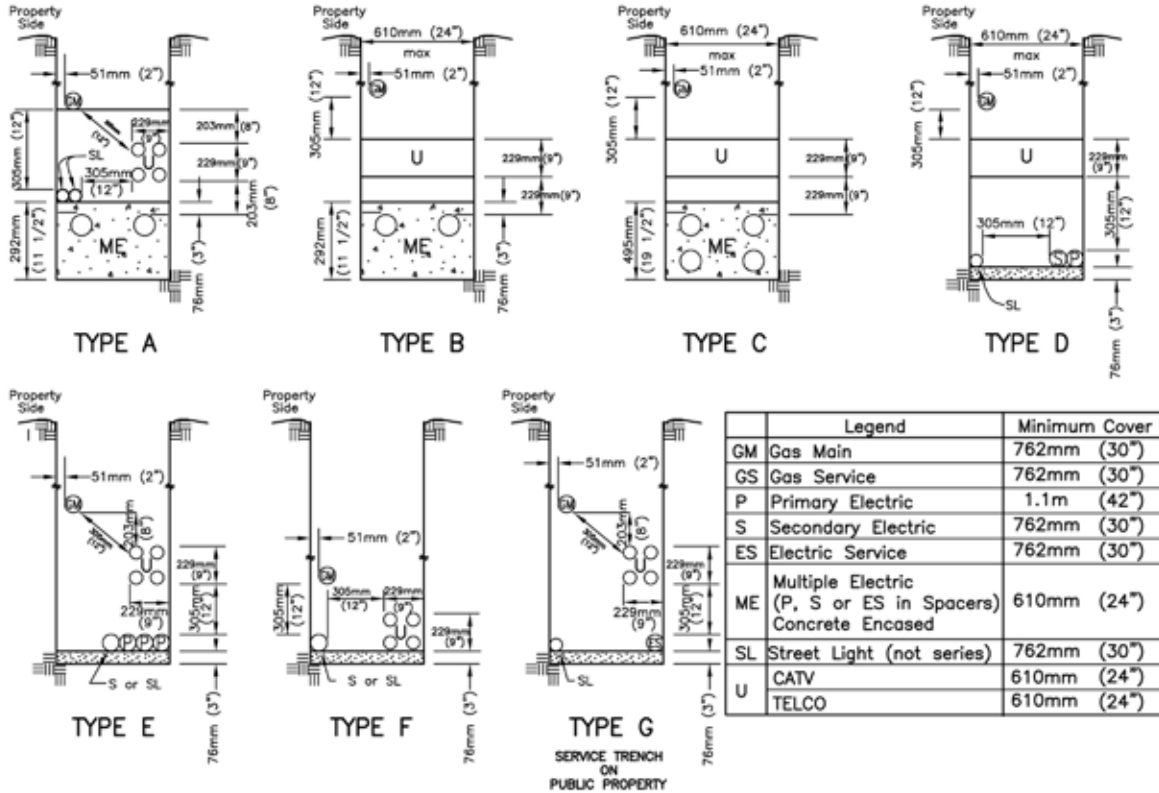 Property
Side
51mm (2")
GM
305mm (12")
305mm
(12")
229mm
(9")
203mm (8")
U
229mm(9")
203mm
(8")
SL
305mm
(12")
292mm
(11 1/2")
ME
76mm (3")
TYPE A
Property
Side
610mm (24")
max
51mm (2")
GM
305mm (12")
U
229mm(9")
229mm(9")
292mm
(11 1/2")
ME
76mm (3")
TYPE B
Property
Side
610mm (24")
max
51mm (2")
GM
305mm (12")
U
229mm(9")
229mm(9")
495mm
(19 1/2")
ME
TYPE C
Property
Side
610mm (24")
max
51mm (2")
GM
305mm (12")
U
229mm
(9")
305mm (12")
305mm
(12")
S P
SL
76mm (3")
TYPE D
Property
Side
51mm (2")
GM
305mm
(12")
203mm
(8")
U
229mm
(9")
229mm
(9")
305mm
(12")
P P P
S or SL
76mm (3")
TYPE E
Property
Side
51mm (2")
GM
305mm
(12")
305mm
(12")
229mm
(9")
U
229mm
(9")
S or SL
76mm (3")
TYPE F
Property
Side
51mm (2")
GM
305mm
(12")
203mm
(8")
U
229mm
(9")
229mm
(9")
305mm
(12")
ES
SL
76mm (3")
TYPE G
SERVICE TRENCH
ON
PUBLIC PROPERTY
Legend Minimum Cover
GM Gas Main 762mm (30")
GS Gas Service 762mm (30")
P Primary Electric 1.1m (42")
S Secondary Electric 762mm (30")
ES Electric Service 762mm (30")
ME Multiple Electric
(P, S or ES in Spacers) 610mm (24")
Concrete Encased
SL Street Light (not series) 762mm (30")
U CATV 610mm (24")
TELCO 610mm (24")